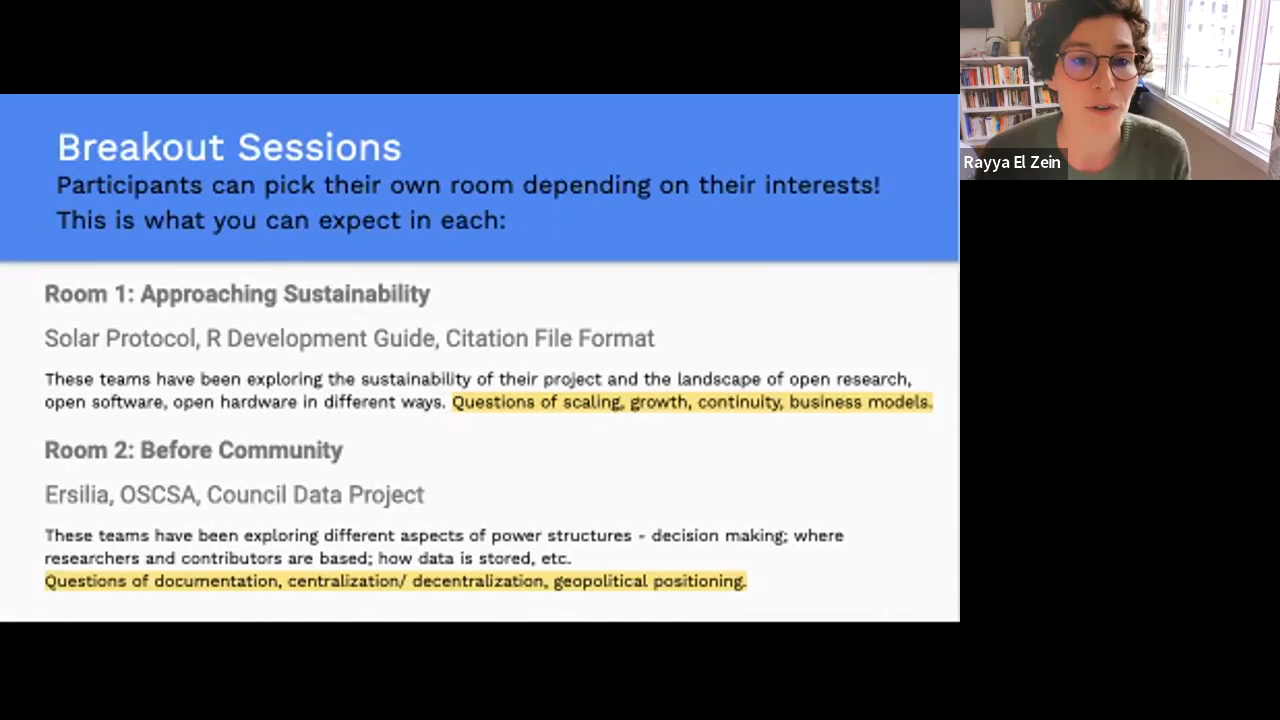 Breakout Sessions
Participants can pick their own room depending on their interests!
This is what you can expect in each:
Room 1: Approaching Sustainability
Solar Protocol, R Development Guide, Citation File Format
These teams have been exploring the sustainability of their project and the landscape of open research,
open software, open hardware in different ways. Questions of scaling, growth, continuity, business models.
Room 2: Before Community
Ersilia, OSCSA, Council Data Project
These teams have been exploring different aspects of power structures - decision making; where
researchers and contributors are based; how data is stored, etc.
Questions of documentation, centralization/ decentralization, geopolitical positioning.
Rayya El Zein